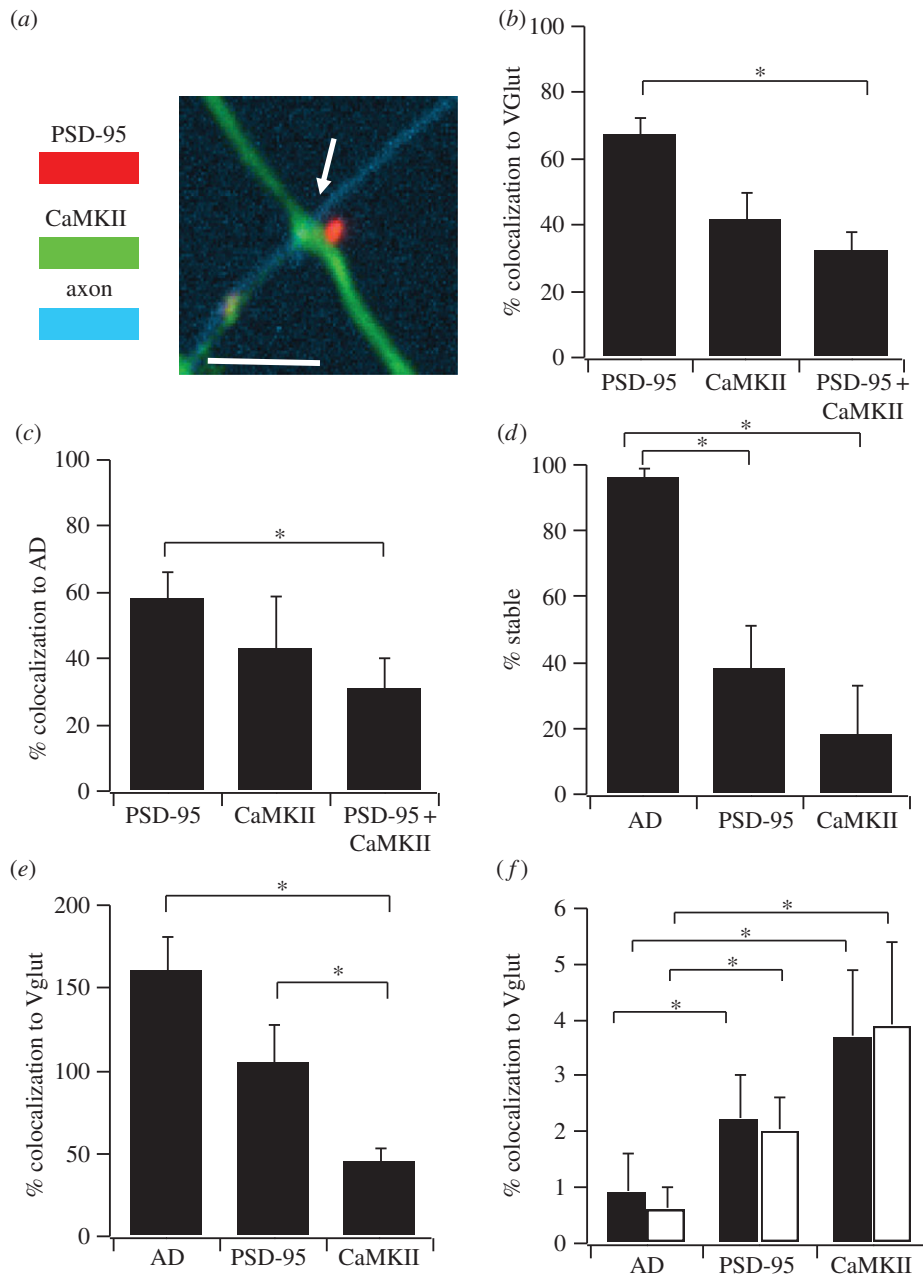 (a)
PSD-95
CaMKII
axon
(b)
% colocalization to VGlut
100
80
60
40
20
0
*
PSD-95
CaMKII
PSD-95 +
CaMKII
(c)
% colocalization to AD
100
80
60
40
20
0
*
PSD-95
CaMKII
PSD-95 +
CaMKII
(d)
% stable
100
80
60
40
20
0
*
*
AD
PSD-95
CaMKII
(e)
% colocalization to Vglut
200
150
100
50
0
*
*
AD
PSD-95
CaMKII
(f)
% colocalization to Vglut
6
5
4
3
2
1
0
*
*
*
*
AD
PSD-95
CaMKII